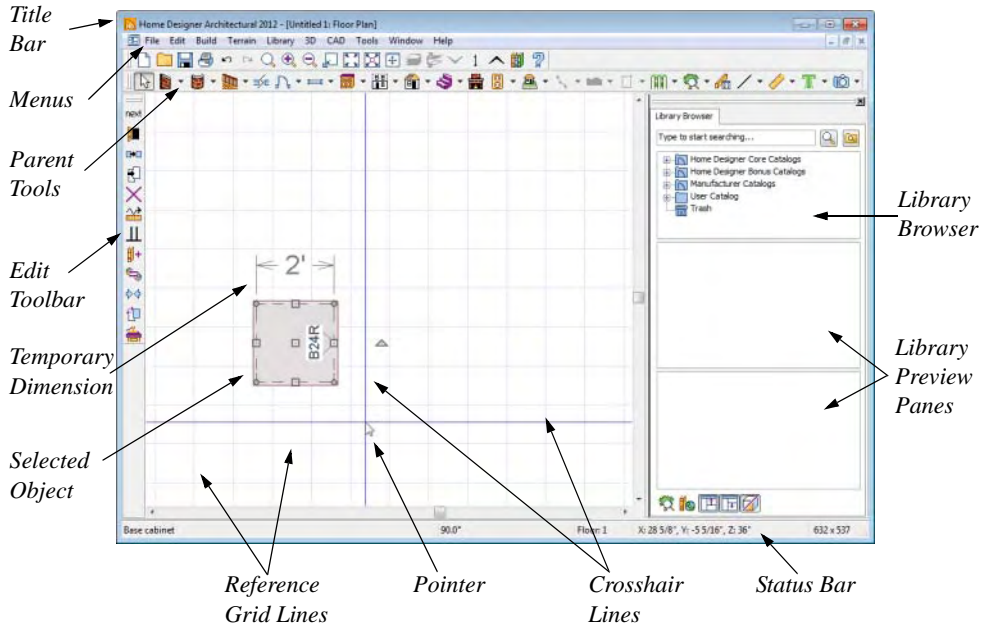 Title
Bar
Home Designer Architectural 2012 - [Untitled 1: Floor Plan]
File Edit Build Terrain Library 3D CAD Tools Window Help
1
Menus
next
Library Browser
Type to start searching...
Parent
Tools
Home Designer Core Catalogs
Home Designer Bonus Catalogs
Manufacturer Catalogs
User Catalog
Trash
Library
Browser
Edit
Toolbar
2'
B24R
Temporary
Dimension
Library
Preview
Panes
Selected
Object
Base cabinet
90.0°
Floor: 1
X: 28 5/8", Y: -5 5/16", Z: 36"
632 x 537
Reference
Grid Lines
Pointer
Crosshair
Lines
Status Bar